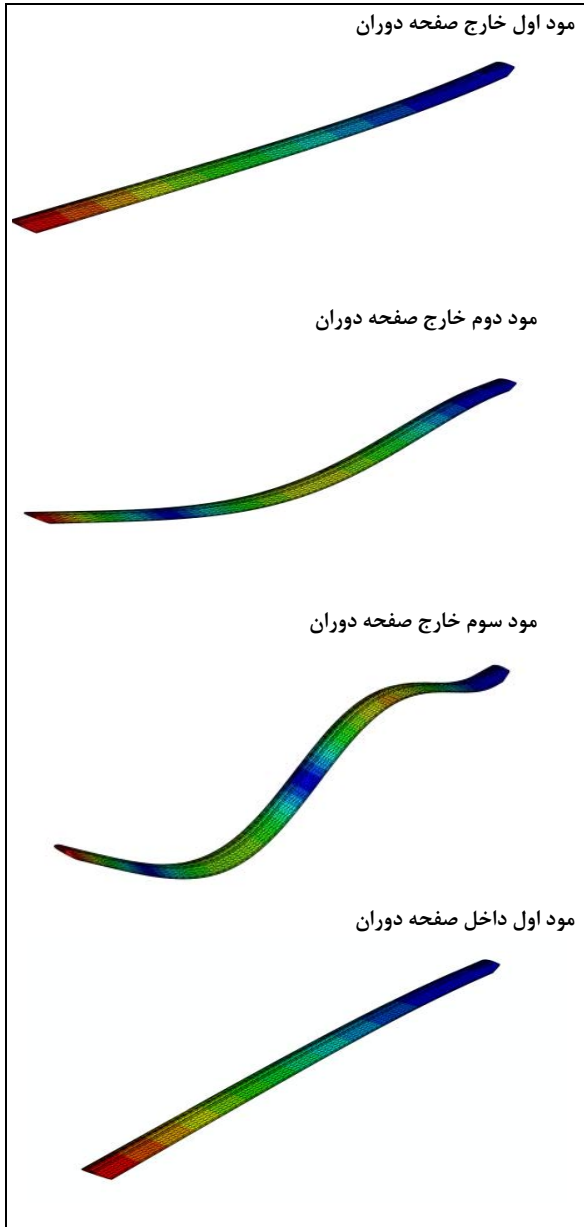 مود اول خارج صفحه دوران
مود دوم خارج صفحه دوران
مود سوم خارج صفحه دوران
مود اول داخل صفحه دوران